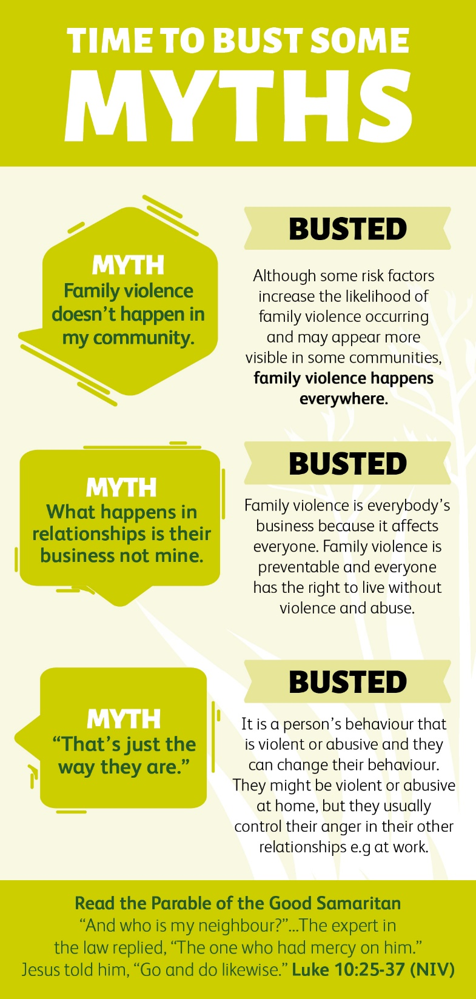 TIME TO BUST SOME
MYTHS
MYTH
Family violence
doesn't happen in
my community.
BUSTED
Although some risk factors
increase the likelihood of
family violence occurring
and may appear more
visible in some communities,
family violence happens
everywhere.
MYTH
What happens in
relationships is their
business not mine.
BUSTED
Family violence is everybody's
business because it affects
everyone. Family violence is
preventable and everyone
has the right to live without
violence and abuse.
MYTH
“That's just the
way they are.”
BUSTED
It is a person's behaviour that
is violent or abusive and they
can change their behaviour.
They might be violent or abusive
at home, but they usually
control their anger in their other
relationships e.g at work.
Read the Parable of the Good Samaritan
“And who is my neighbour?”...The expert in
the law replied, “The one who had mercy on him.”
Jesus told him, “Go and do likewise.” Luke 10:25-37 (NIV)